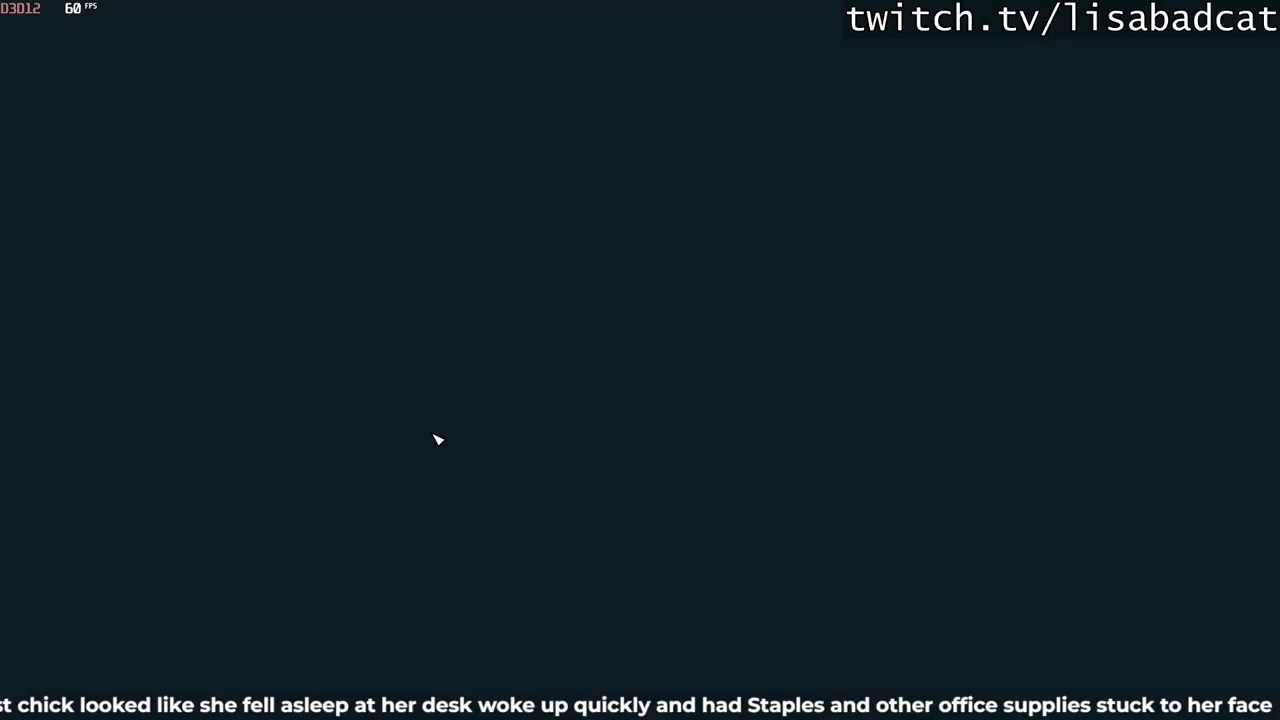 D3D12 60 FPS
twitch.tv/lisabadcat
chick looked like she fell asleep at her desk woke up quickly and had Staples and other office supplies stuck to her face